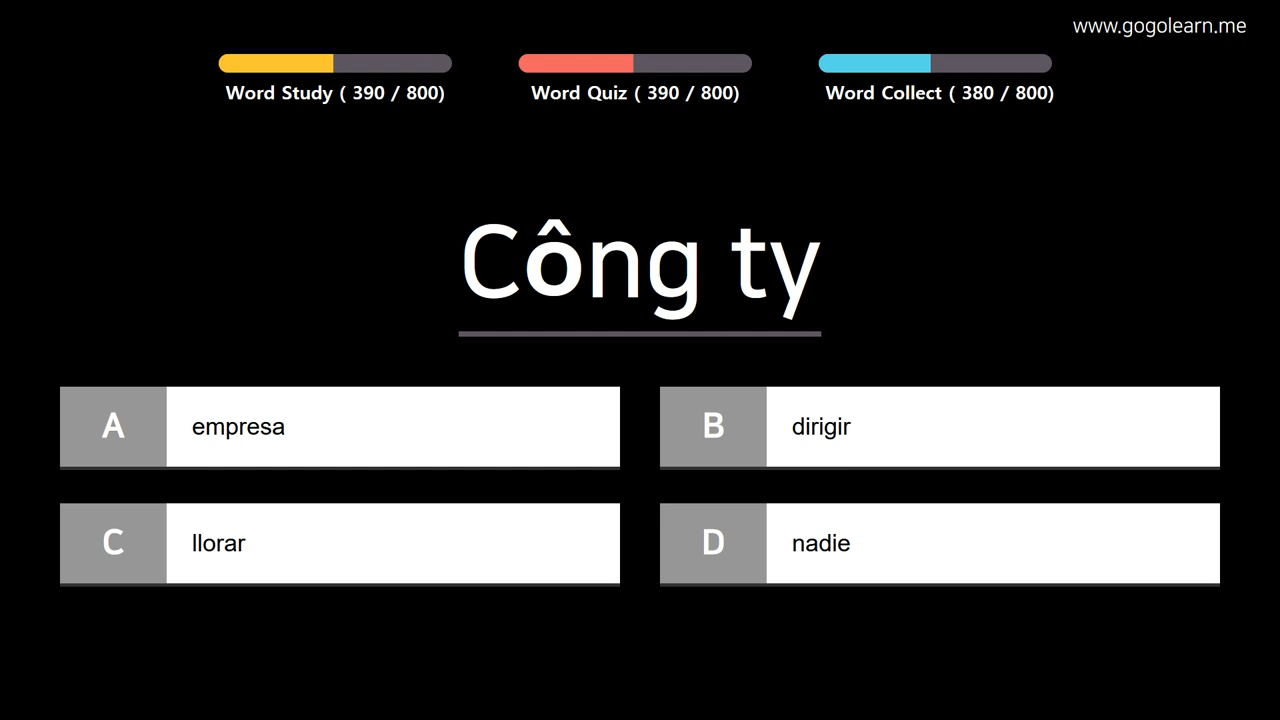 www.gogolearn.me
Word Study ( 390 / 800)
Word Quiz ( 390 / 800)
Word Collect ( 380 / 800)
Công ty
A empresa
B dirigir
C llorar
D nadie